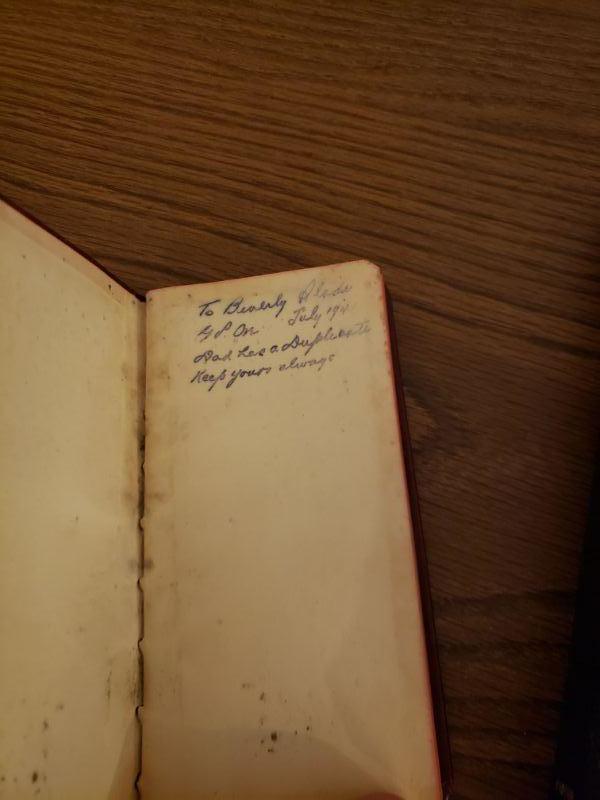 To Beverly
July
Dad has a Duplicate
Keep yours always